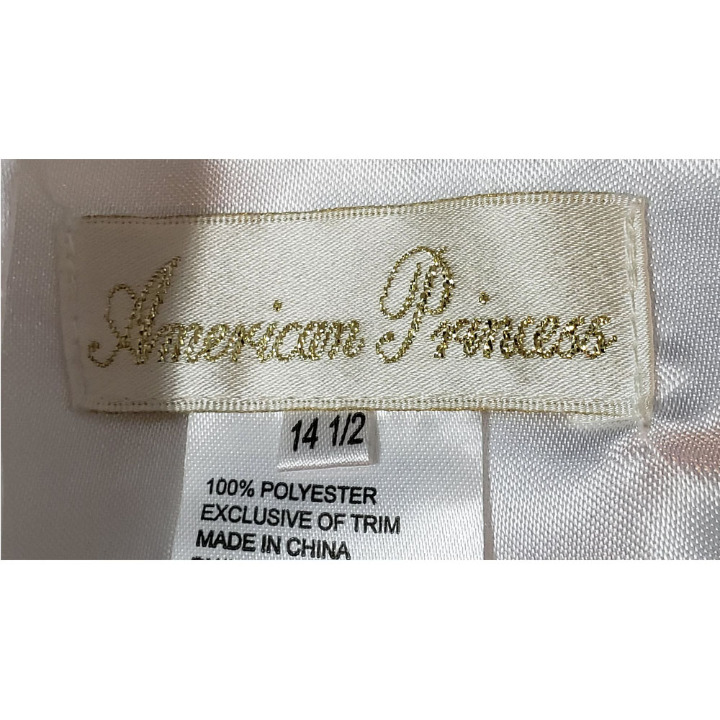 American Princess
14 1/2
100% POLYESTER
EXCLUSIVE OF TRIM
MADE IN CHINA